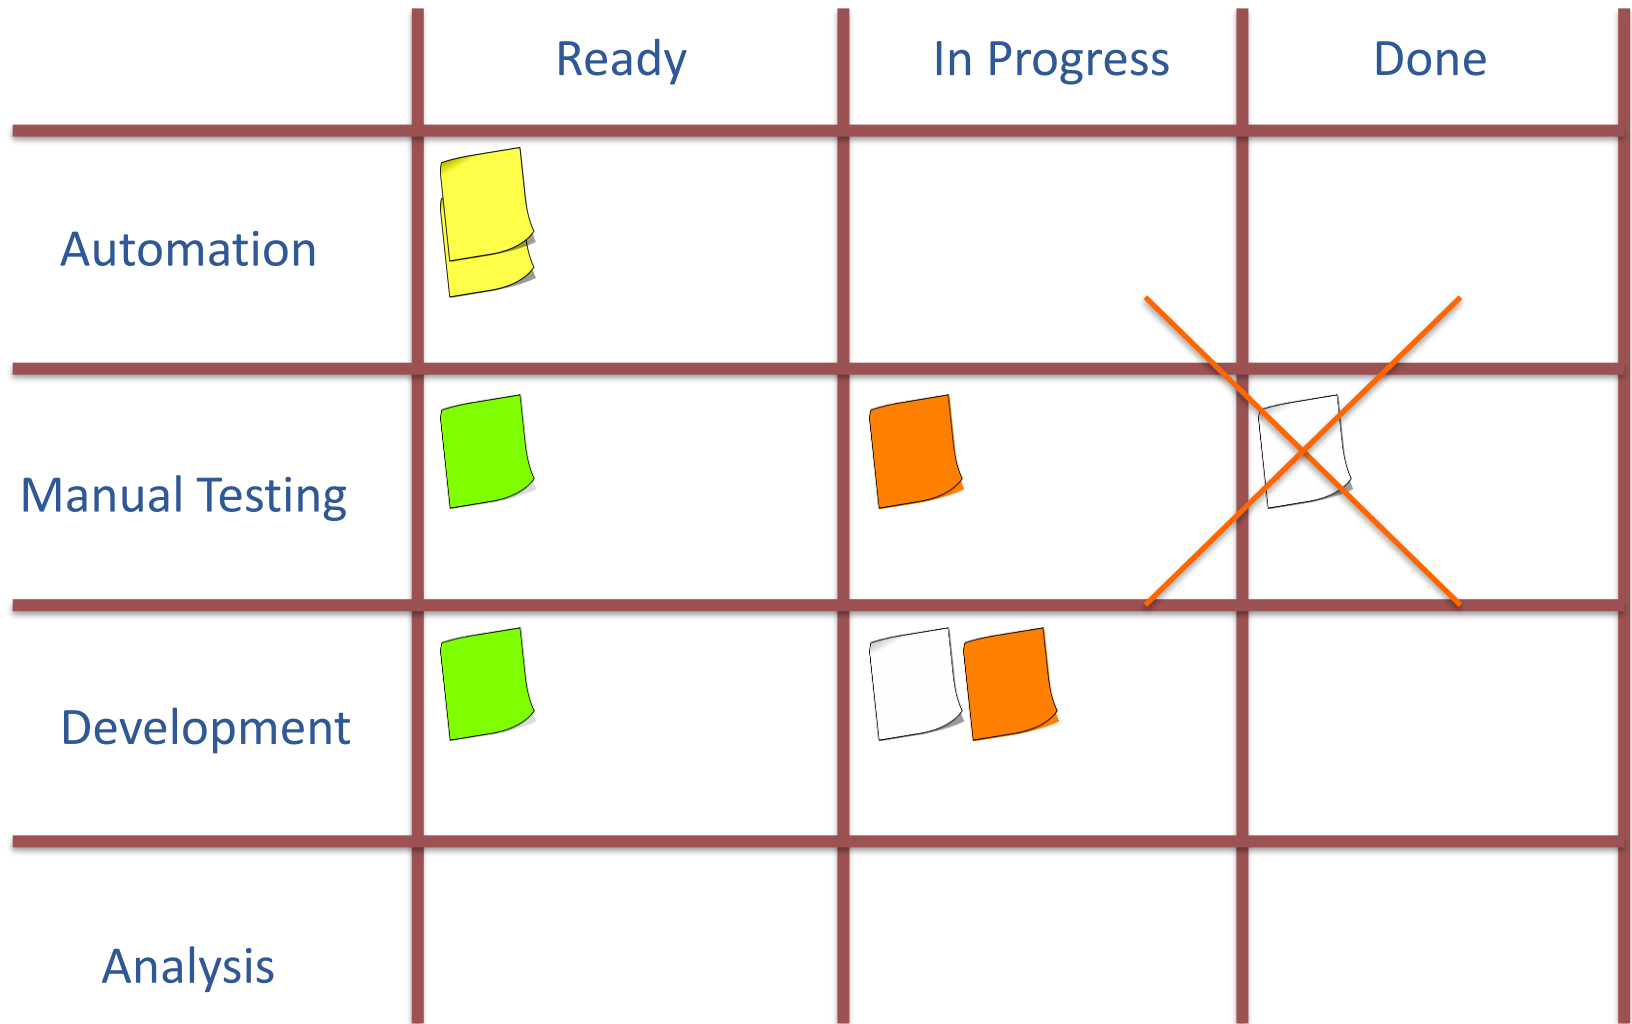 Ready
In Progress
Done
Automation
Manual Testing
Development
Analysis